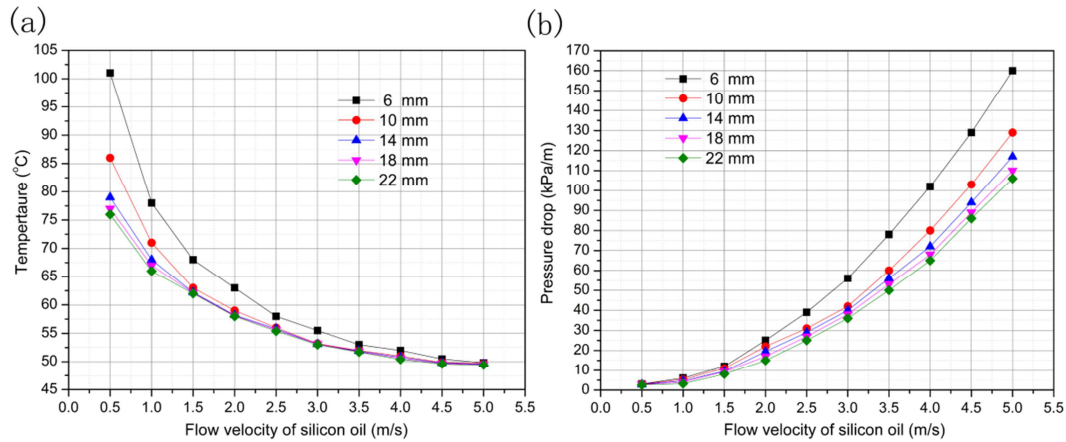 (a)
105
100
95
90
85
80
75
70
65
60
55
50
45
Tempertaure (°C)
6 mm
10 mm
14 mm
18 mm
22 mm
0.0 0.5 1.0 1.5 2.0 2.5 3.0 3.5 4.0 4.5 5.0 5.5
Flow velocity of silicon oil (m/s)
(b)
170
160
150
140
130
120
110
100
90
80
70
60
50
40
30
20
10
0
Pressure drop (kPa/m)
6 mm
10 mm
14 mm
18 mm
22 mm
0.0 0.5 1.0 1.5 2.0 2.5 3.0 3.5 4.0 4.5 5.0 5.5
Flow velocity of silicon oil (m/s)